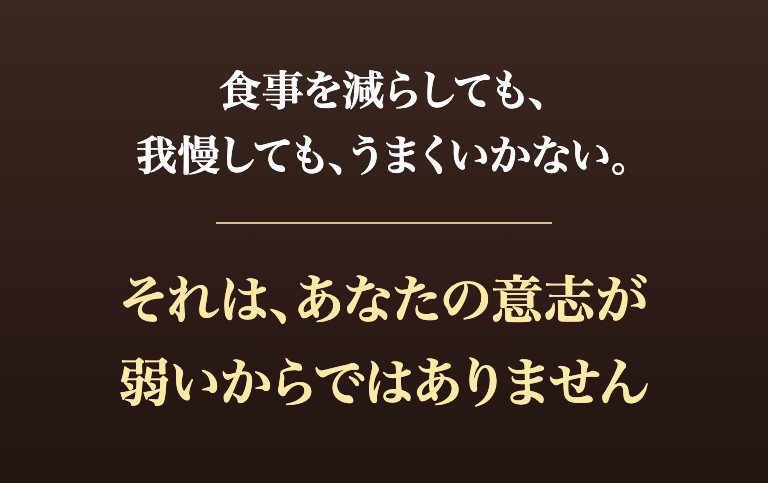 食事を減らしても、
我慢しても、うまくいかない。
それは、あなたの意志が
弱いからではありません